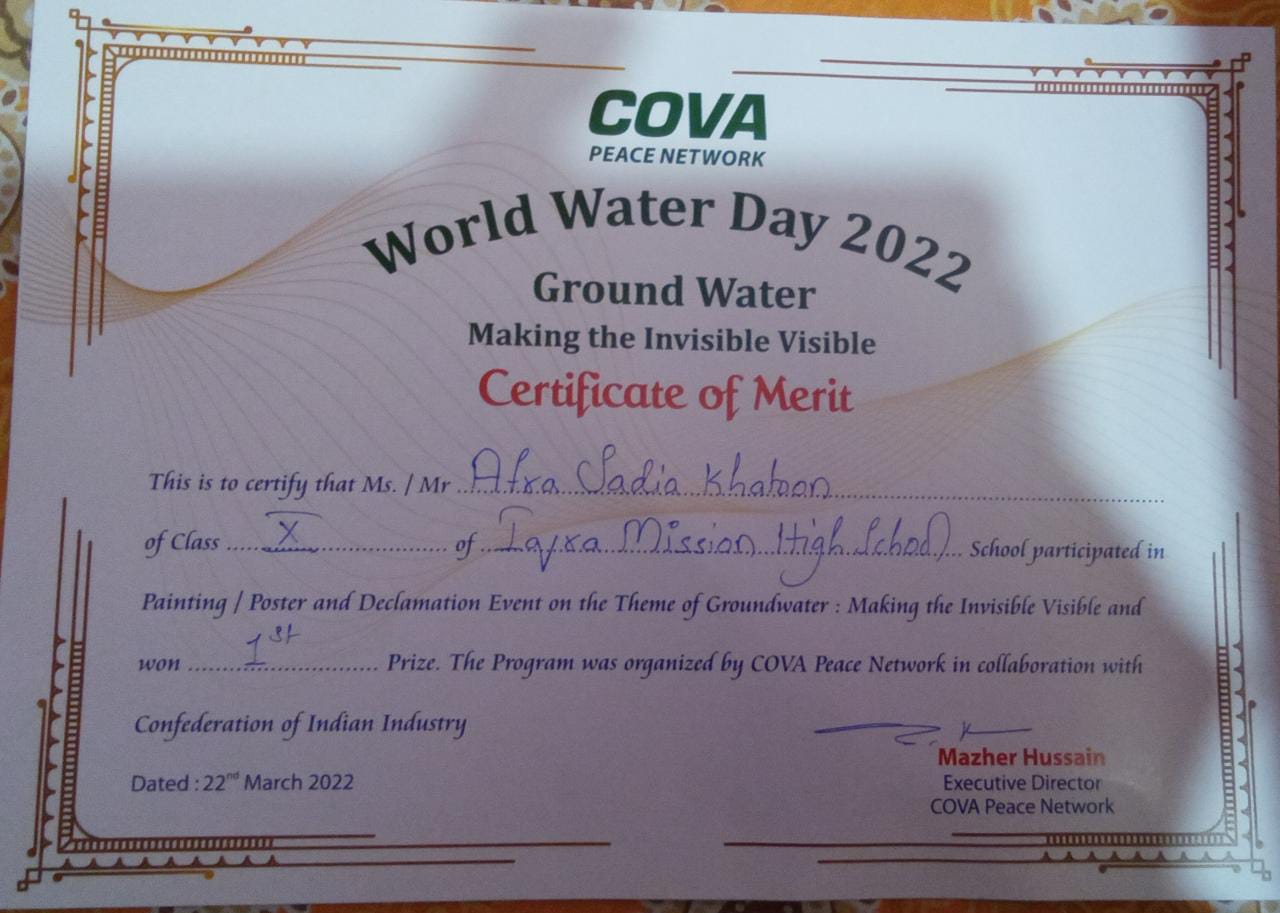 COVA
PEACE NETWORK
World Water Day 2022
Ground Water
Making the Invisible Visible
Certificate of Merit
This is to certify that Ms. / Mr Afra Sadia Khatoon
of Class X of Iqra Mission High School School participated in
Painting / Poster and Declamation Event on the Theme of Groundwater : Making the Invisible Visible and
won 1st Prize. The Program was organized by COVA Peace Network in collaboration with
Confederation of Indian Industry
Dated : 22nd March 2022
Mazher Hussain
Executive Director
COVA Peace Network